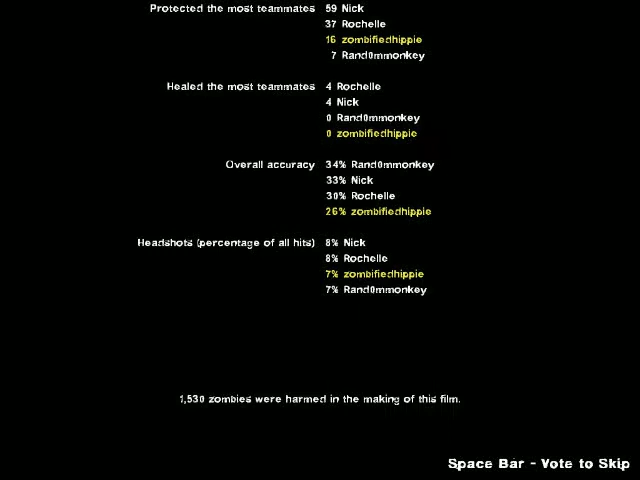 Protected the most teammates 59 Nick
37 Rochelle
16 zombifiedhippie
7 Rand0mmonkey
Healed the most teammates 4 Rochelle
4 Nick
0 Rand0mmonkey
0 zombifiedhippie
Overall accuracy 34% Rand0mmonkey
33% Nick
30% Rochelle
26% zombifiedhippie
Headshots (percentage of all hits) 8% Nick
8% Rochelle
7% zombifiedhippie
7% Rand0mmonkey
1,530 zombies were harmed in the making of this film.
Space Bar - Vote to Skip